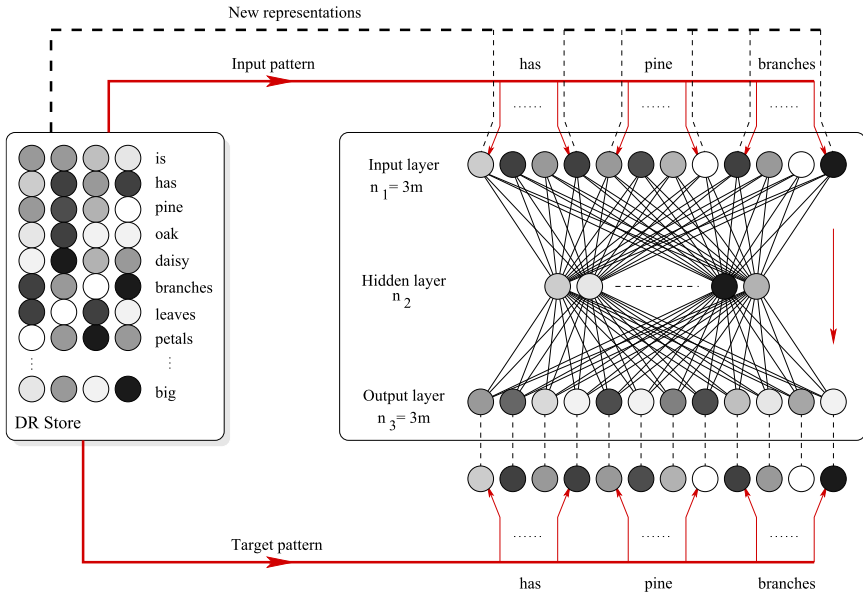 New representations
Input pattern
has pine branches
...... ...... ......
is
has
pine
oak
daisy
branches
leaves
petals
big
DR Store
Input layer
n 1 = 3m
Hidden layer
n 2
Output layer
n 3 = 3m
...... ...... ......
Target pattern
has pine branches